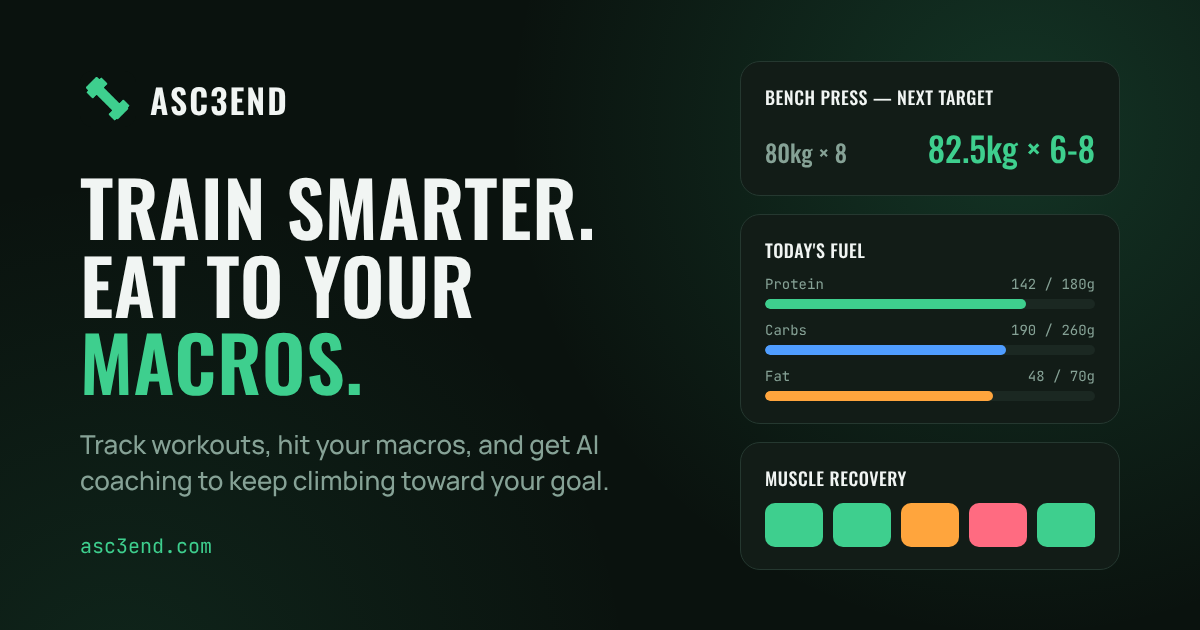 ASC3END
TRAIN SMARTER.
EAT TO YOUR
MACROS.
Track workouts, hit your macros, and get AI
coaching to keep climbing toward your goal.
asc3end.com
BENCH PRESS — NEXT TARGET
80kg × 8 82.5kg × 6-8
TODAY'S FUEL
Protein 142 / 180g
Carbs 190 / 260g
Fat 48 / 70g
MUSCLE RECOVERY